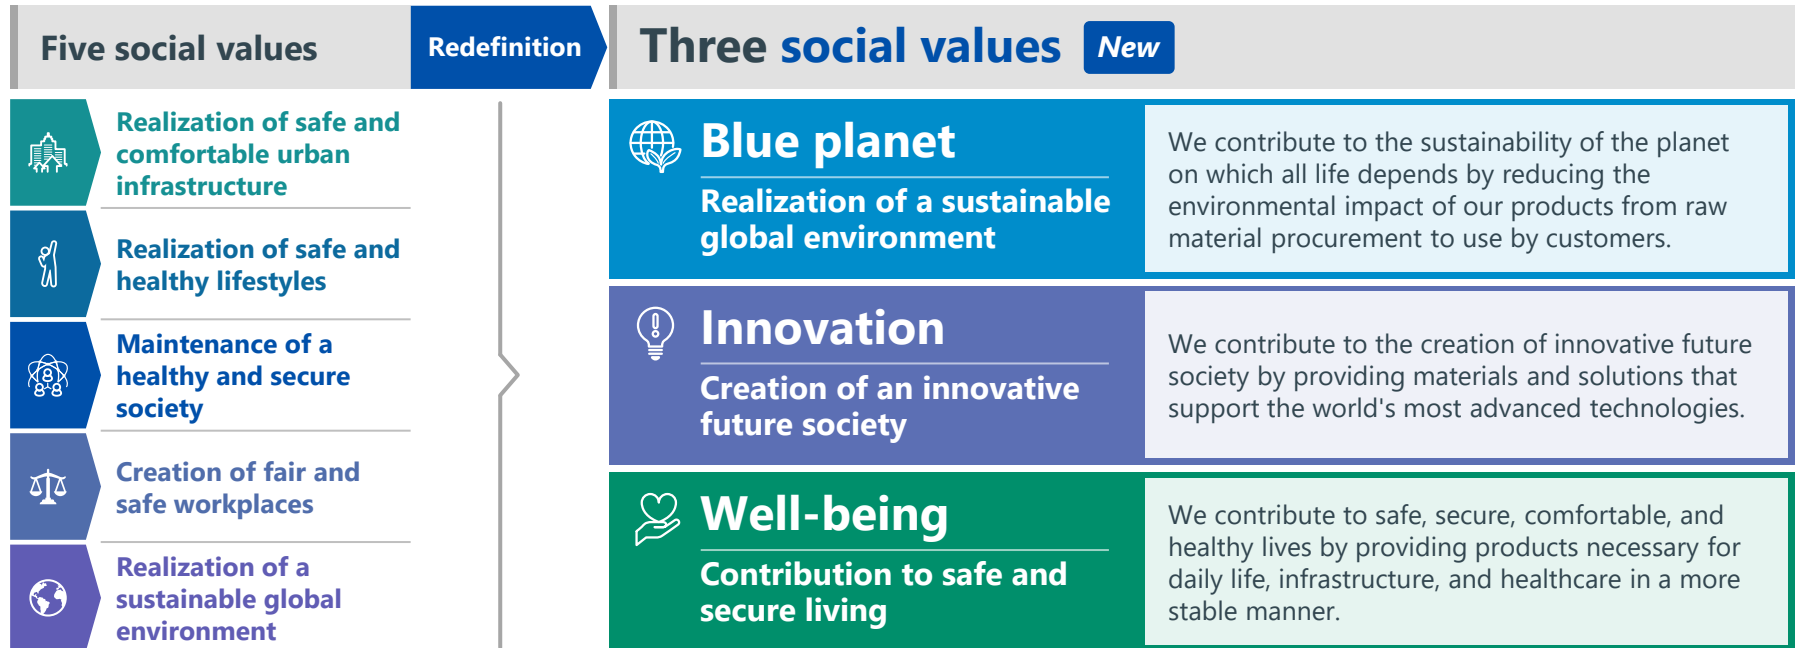 Five social values
Redefinition
Three social values
New
Realization of safe and
comfortable urban
infrastructure
Realization of safe and
healthy lifestyles
Maintenance of a
healthy and secure
society
Creation of fair and
safe workplaces
Realization of a
sustainable global
environment
Blue planet
Realization of a sustainable
global environment
We contribute to the sustainability of the planet
on which all life depends by reducing the
environmental impact of our products from raw
material procurement to use by customers.
Innovation
Creation of an innovative
future society
We contribute to the creation of innovative future
society by providing materials and solutions that
support the world's most advanced technologies.
Well-being
Contribution to safe and
secure living
We contribute to safe, secure, comfortable, and
healthy lives by providing products necessary for
daily life, infrastructure, and healthcare in a more
stable manner.